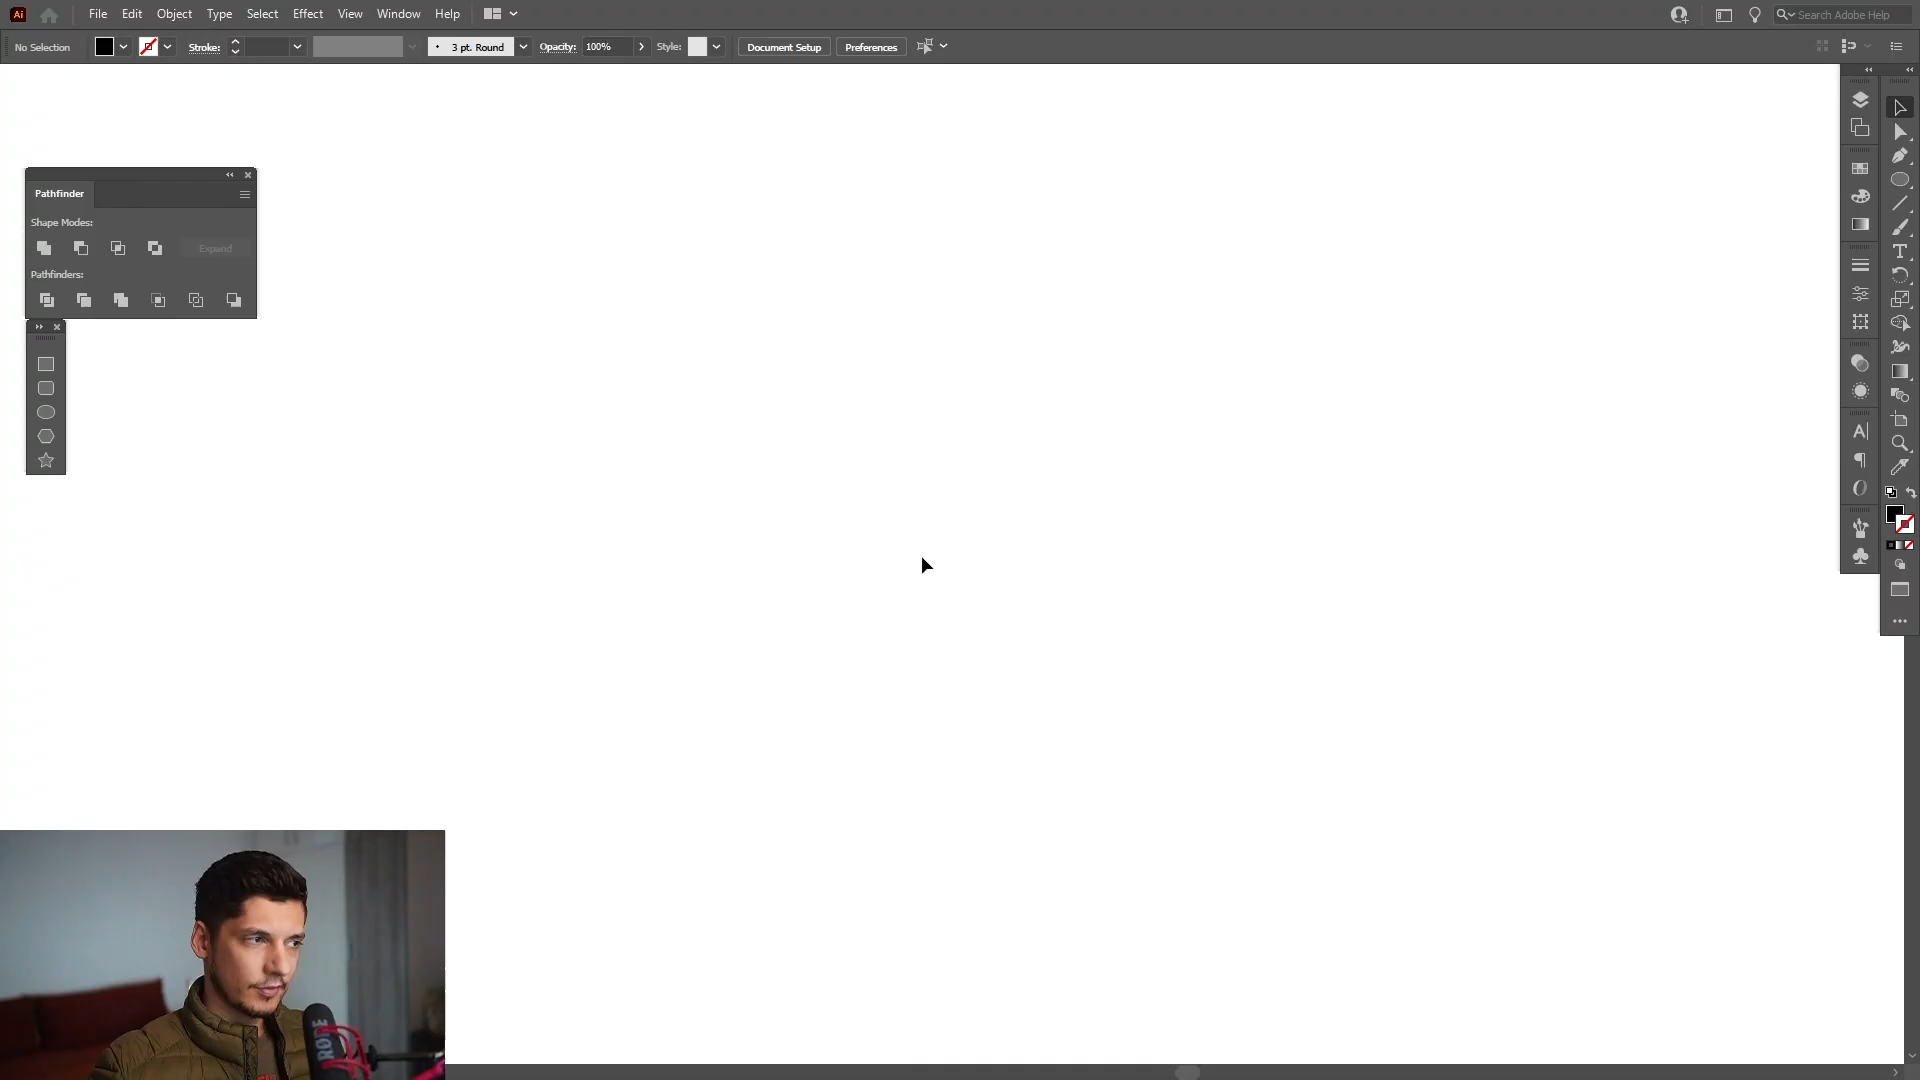 Ai File Edit Object Type Select Effect View Window Help Search Adobe Help
No Selection Stroke: 3 pt. Round Opacity: 100% Style: Document Setup Preferences
Pathfinder
Shape Modes:
Expand
Pathfinders:
RØDE